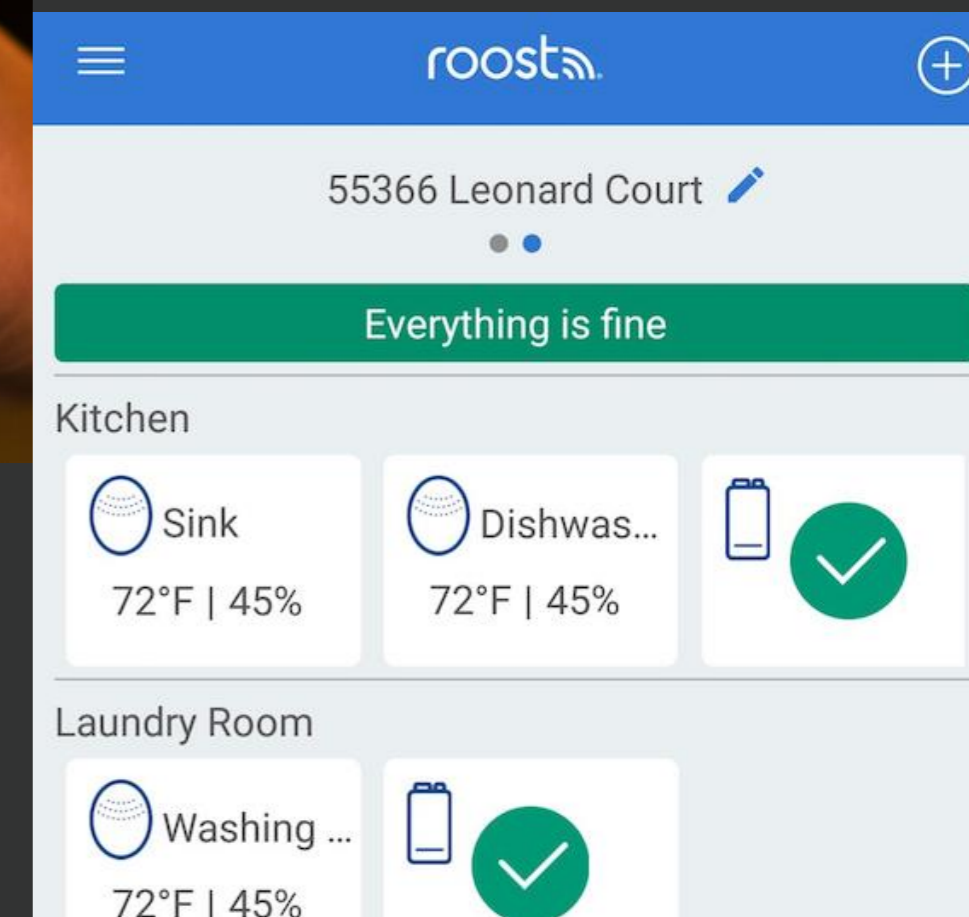 roost
55366 Leonard Court
Everything is fine
Kitchen
Sink
Dishwas...
72°F | 45%
72°F | 45%
Laundry Room
Washing ...
72°F | 45%